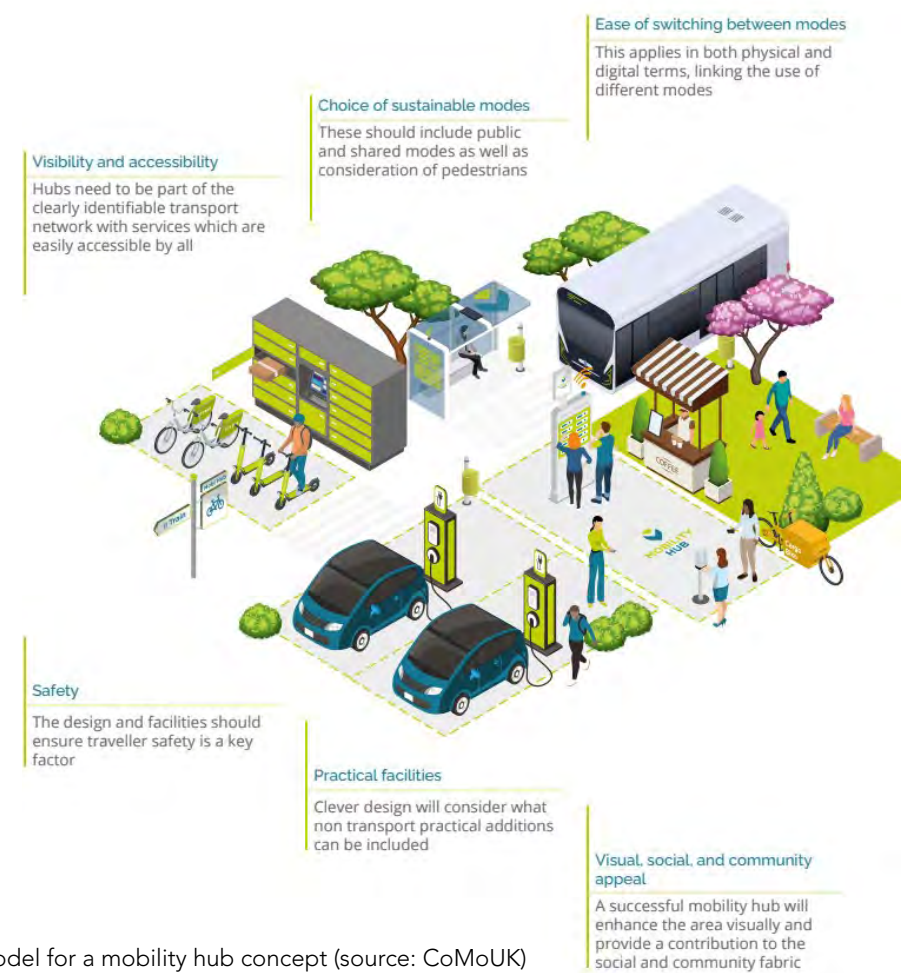 Ease of switching between modes
This applies in both physical and
digital terms, linking the use of
different modes
Choice of sustainable modes
These should include public
and shared modes as well as
consideration of pedestrians
Visibility and accessibility
Hubs need to be part of the
clearly identifiable transport
network with services which are
easily accessible by all
COFFEE
Train
MOBILITY
HUB
Cargo
Bike
Safety
The design and facilities should
ensure traveller safety is a key
factor
Practical facilities
Clever design will consider what
non transport practical additions
can be included
Visual, social, and community
appeal
A successful mobility hub will
enhance the area visually and
provide a contribution to the
social and community fabric
odel for a mobility hub concept (source: CoMoUK)